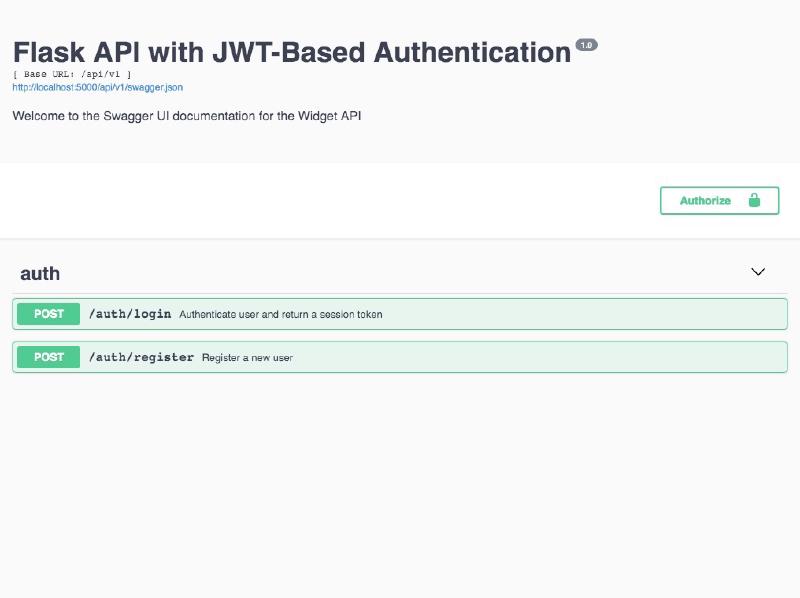 Flask API with JWT-Based Authentication 1.0
[ Base URL: /api/v1 ]
http://localhost:5000/api/v1/swagger.json
Welcome to the Swagger UI documentation for the Widget API
Authorize
auth
POST /auth/login Authenticate user and return a session token
POST /auth/register Register a new user